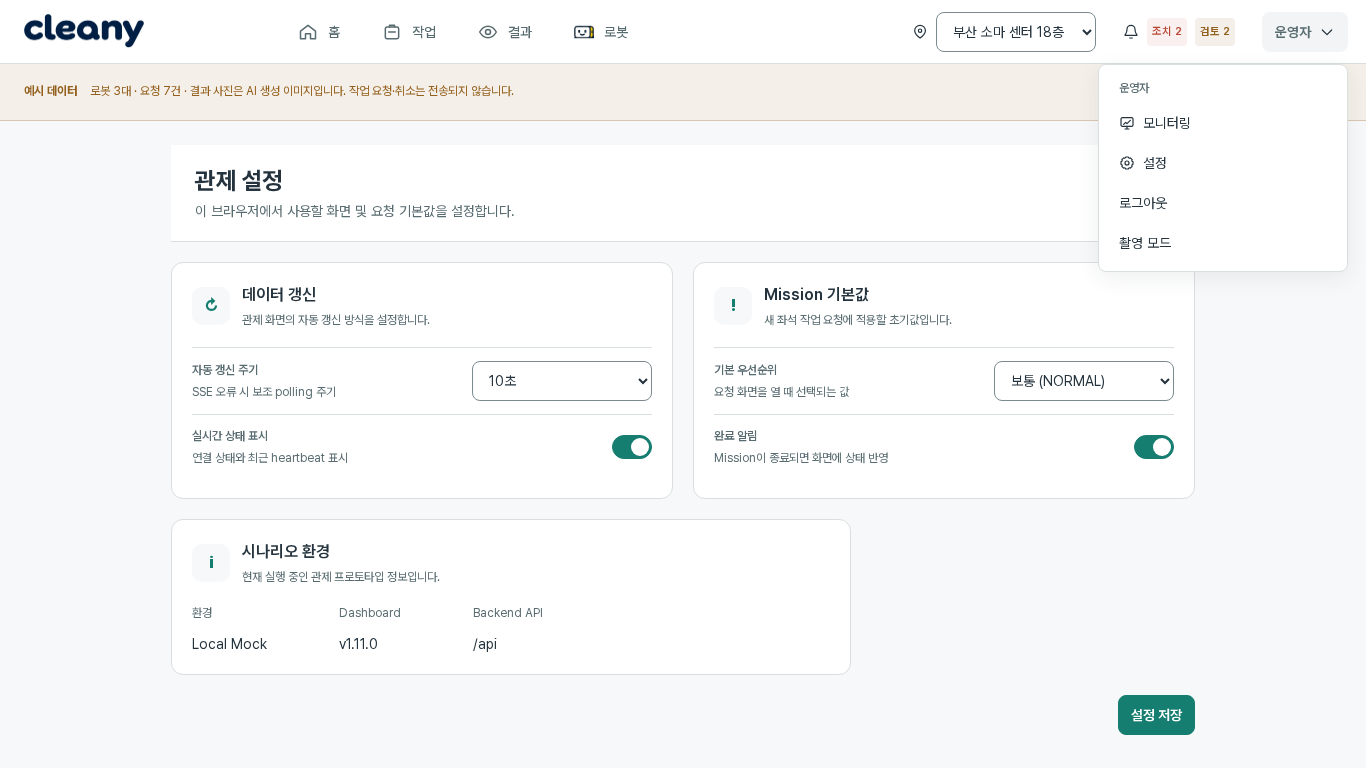 cleany
홈
작업
결과
로봇
부산 소마 센터 18층
조치 2
검토 2
운영자
예시 데이터 로봇 3대 · 요청 7건 · 결과 사진은 AI 생성 이미지입니다. 작업 요청·취소는 전송되지 않습니다.
운영자
모니터링
설정
로그아웃
촬영 모드
관제 설정
이 브라우저에서 사용할 화면 및 요청 기본값을 설정합니다.
데이터 갱신
관제 화면의 자동 갱신 방식을 설정합니다.
자동 갱신 주기
SSE 오류 시 보조 polling 주기
10초
실시간 상태 표시
연결 상태와 최근 heartbeat 표시
!
Mission 기본값
새 좌석 작업 요청에 적용할 초기값입니다.
기본 우선순위
요청 화면을 열 때 선택되는 값
보통 (NORMAL)
완료 알림
Mission이 종료되면 화면에 상태 반영
i
시나리오 환경
현재 실행 중인 관제 프로토타입 정보입니다.
환경 Dashboard Backend API
Local Mock v1.11.0 /api
설정 저장